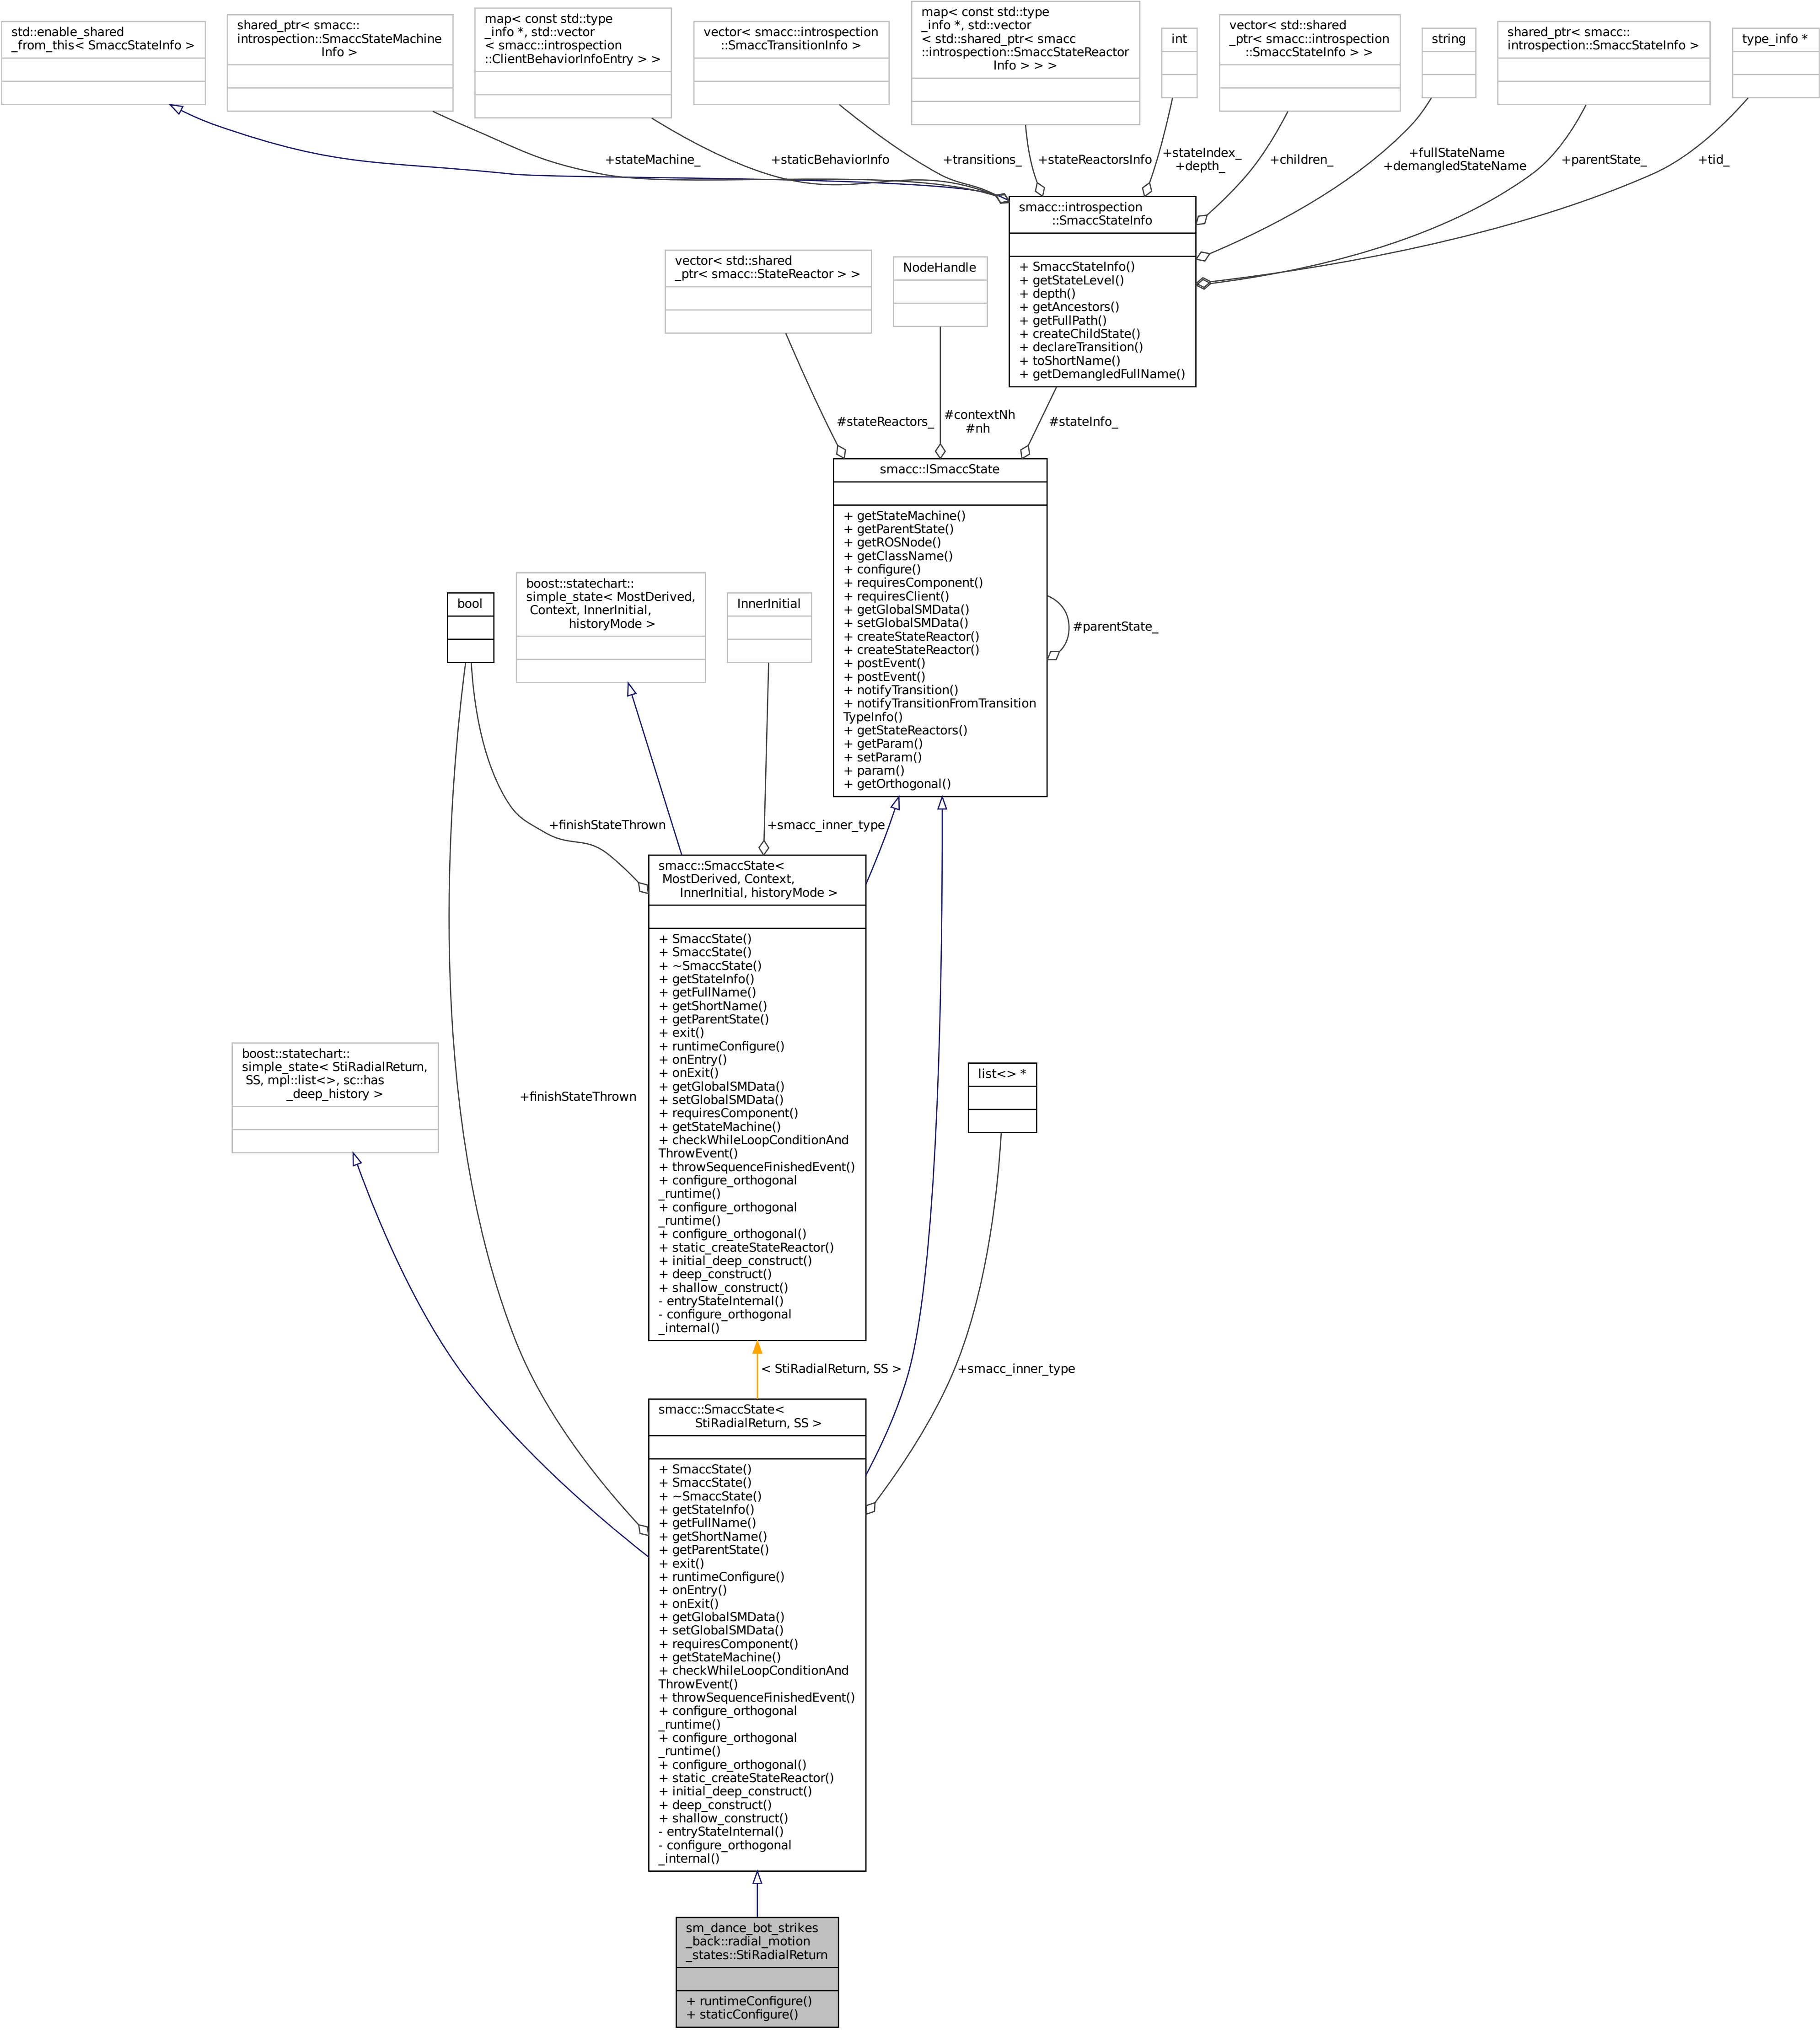 std::enable_shared
_from_this< SmaccStateInfo >
shared_ptr< smacc::
introspection::SmaccStateMachine
Info >
map< const std::type
_info *, std::vector
< smacc::introspection
::ClientBehaviorInfoEntry > >
vector< smacc::introspection
::SmaccTransitionInfo >
map< const std::type
_info *, std::vector
< std::shared_ptr< smacc
::introspection::SmaccStateReactor
Info > > >
int
vector< std::shared
_ptr< smacc::introspection
::SmaccStateInfo > >
string
shared_ptr< smacc::
introspection::SmaccStateInfo >
type_info *
+stateMachine_
+staticBehaviorInfo
+transitions_
+stateReactorsInfo
+stateIndex_
+depth_
+children_
+fullStateName
+demangledStateName
+parentState_
+tid_
smacc::introspection
::SmaccStateInfo
+ SmaccStateInfo()
+ getStateLevel()
+ depth()
+ getAncestors()
+ getFullPath()
+ createChildState()
+ declareTransition()
+ toShortName()
+ getDemangledFullName()
vector< std::shared
_ptr< smacc::StateReactor > >
NodeHandle
#stateReactors_
#contextNh
#nh
#stateInfo_
smacc::ISmaccState
+ getStateMachine()
+ getParentState()
+ getROSNode()
+ getClassName()
+ configure()
+ requiresComponent()
+ requiresClient()
+ getGlobalSMData()
+ setGlobalSMData()
+ createStateReactor()
+ createStateReactor()
+ postEvent()
+ postEvent()
+ notifyTransition()
+ notifyTransitionFromTransition
TypeInfo()
+ getStateReactors()
+ getParam()
+ setParam()
+ param()
+ getOrthogonal()
#parentState_
bool
boost::statechart::
simple_state< MostDerived,
Context, InnerInitial,
historyMode >
InnerInitial
+finishStateThrown
+smacc_inner_type
smacc::SmaccState<
MostDerived, Context,
InnerInitial, historyMode >
+ SmaccState()
+ SmaccState()
+ ~SmaccState()
+ getStateInfo()
+ getFullName()
+ getShortName()
+ getParentState()
+ exit()
+ runtimeConfigure()
+ onEntry()
+ onExit()
+ getGlobalSMData()
+ setGlobalSMData()
+ requiresComponent()
+ getStateMachine()
+ checkWhileLoopConditionAnd
ThrowEvent()
+ throwSequenceFinishedEvent()
+ configure_orthogonal
_runtime()
+ configure_orthogonal
_runtime()
+ configure_orthogonal()
+ static_createStateReactor()
+ initial_deep_construct()
+ deep_construct()
+ shallow_construct()
- entryStateInternal()
- configure_orthogonal
_internal()
boost::statechart::
simple_state< StiRadialReturn,
SS, mpl::list<>, sc::has
_deep_history >
+finishStateThrown
list<> *
< StiRadialReturn, SS >
+smacc_inner_type
smacc::SmaccState<
StiRadialReturn, SS >
+ SmaccState()
+ SmaccState()
+ ~SmaccState()
+ getStateInfo()
+ getFullName()
+ getShortName()
+ getParentState()
+ exit()
+ runtimeConfigure()
+ onEntry()
+ onExit()
+ getGlobalSMData()
+ setGlobalSMData()
+ requiresComponent()
+ getStateMachine()
+ checkWhileLoopConditionAnd
ThrowEvent()
+ throwSequenceFinishedEvent()
+ configure_orthogonal
_runtime()
+ configure_orthogonal
_runtime()
+ configure_orthogonal()
+ static_createStateReactor()
+ initial_deep_construct()
+ deep_construct()
+ shallow_construct()
- entryStateInternal()
- configure_orthogonal
_internal()
sm_dance_bot_strikes
_back::radial_motion
_states::StiRadialReturn
+ runtimeConfigure()
+ staticConfigure()